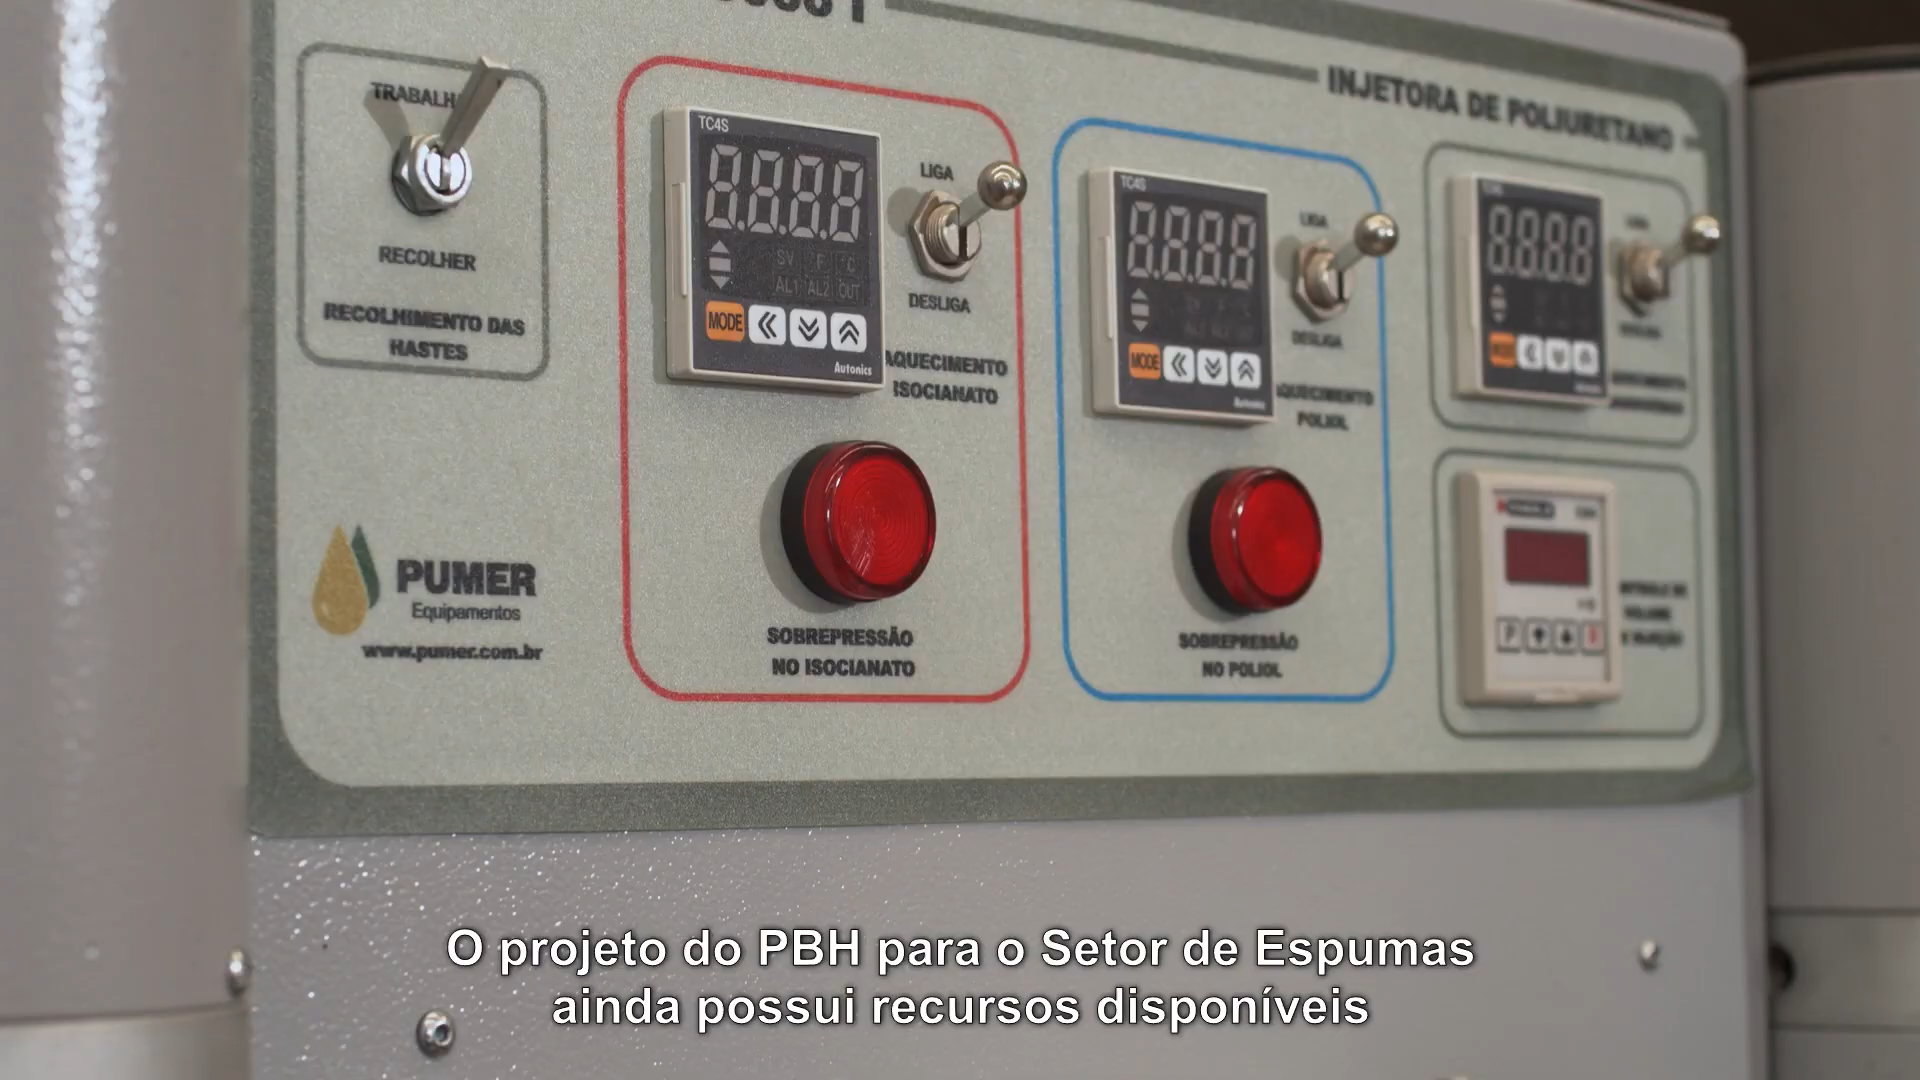 INJETORA DE POLIURETANO
RECOLHER
RECOLHIMENTO DAS
HASTES
PUMER
Equipamentos
www.pumer.com.br
TC4S
8.8.8.8
SV °F °C
AL1 AL2 OUT
MODE
Autonics
LIGA
DESLIGA
AQUECIMENTO
ISOCIANATO
SOBREPRESSÃO
NO ISOCIANATO
TC4S
8.8.8.8
MODE
Autonics
LIGA
DESLIGA
AQUECIMENTO
POLIOL
SOBREPRESSÃO
NO POLIOL
8.8.8.8
P
O projeto do PBH para o Setor de Espumas
ainda possui recursos disponíveis